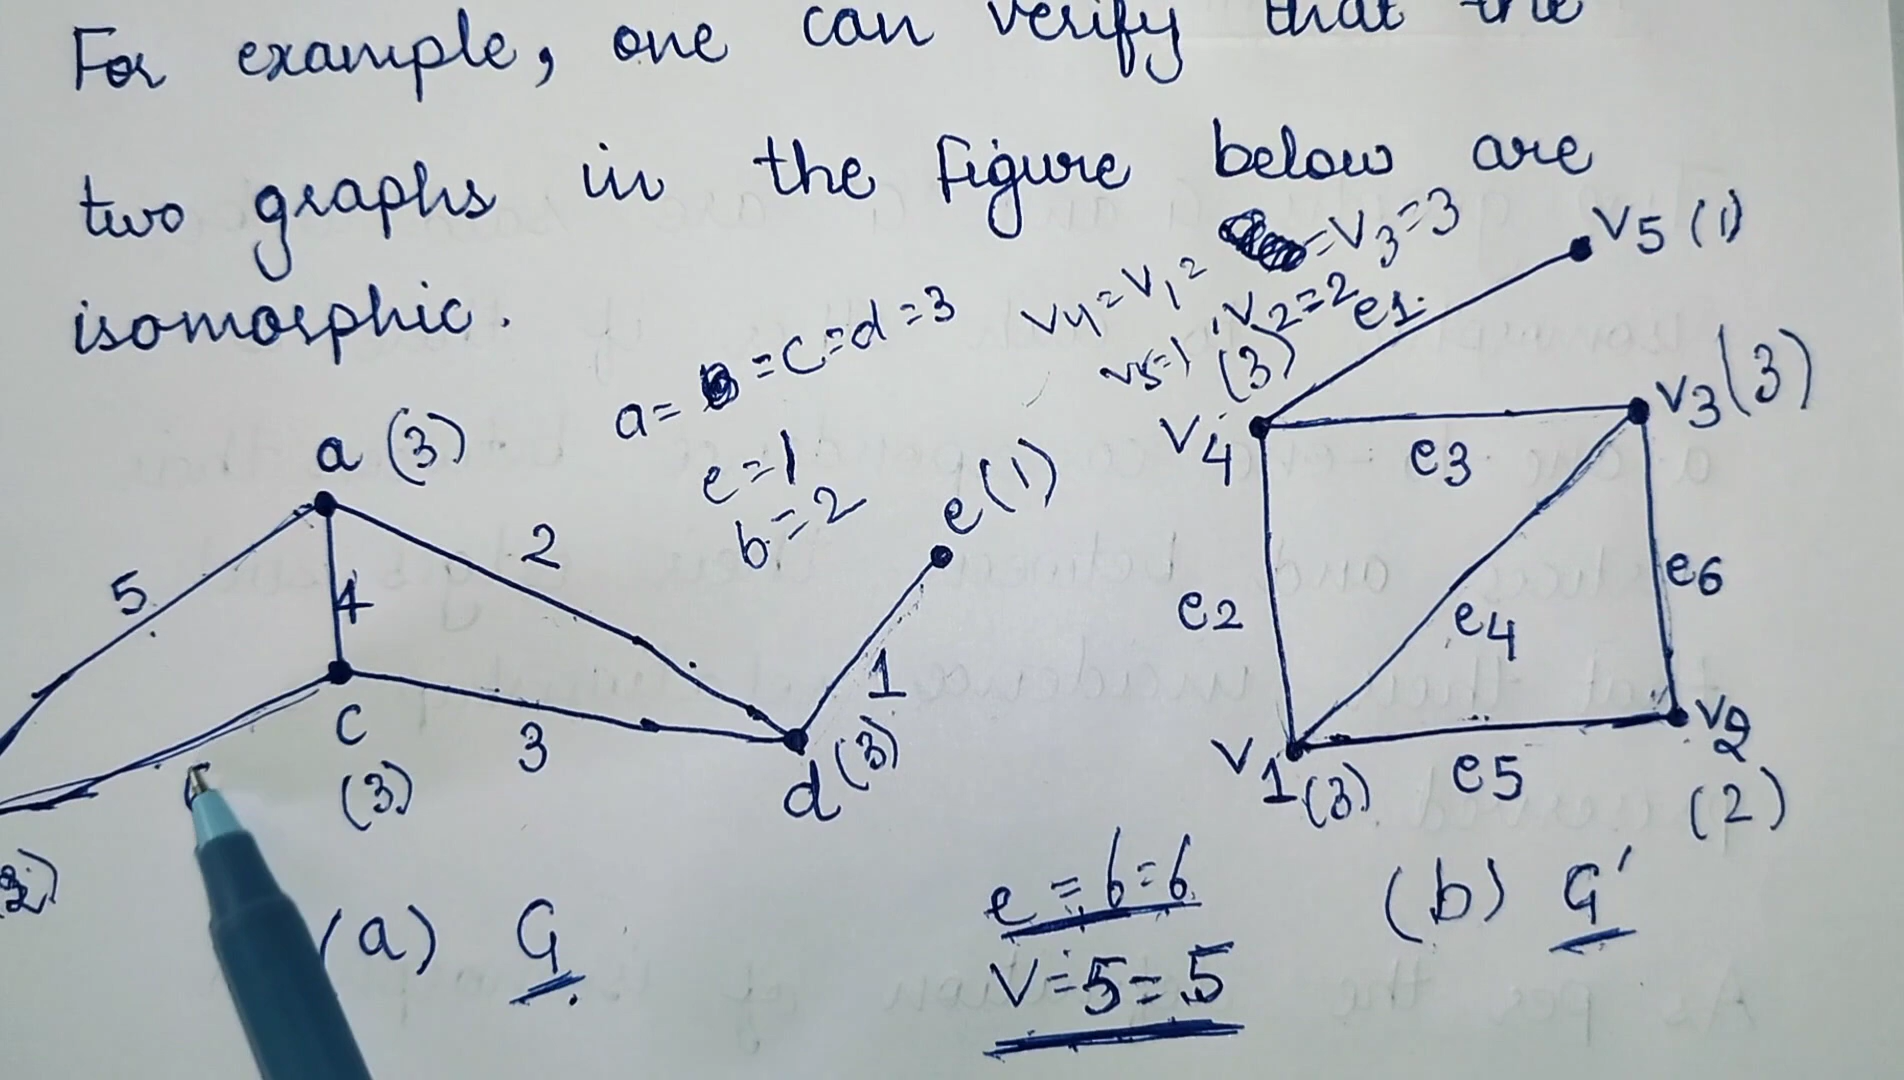 For example, one can verify that the
two graphs in the figure below are
isomorphic.
a = = c = d = 3
e = 1
b = 2
v4 = v1 =
= v3 = 3
v5 = 1, v2 = 2
a (3)
5
4
2
c
(3)
3
d (3)
1
e (1)
(a) G
v5 (1)
e1
(3)
v4
e3
v3 (3)
e2
e4
e6
v1 (3)
e5
v2
(2)
(b) G'
e = 6 = 6
v = 5 = 5